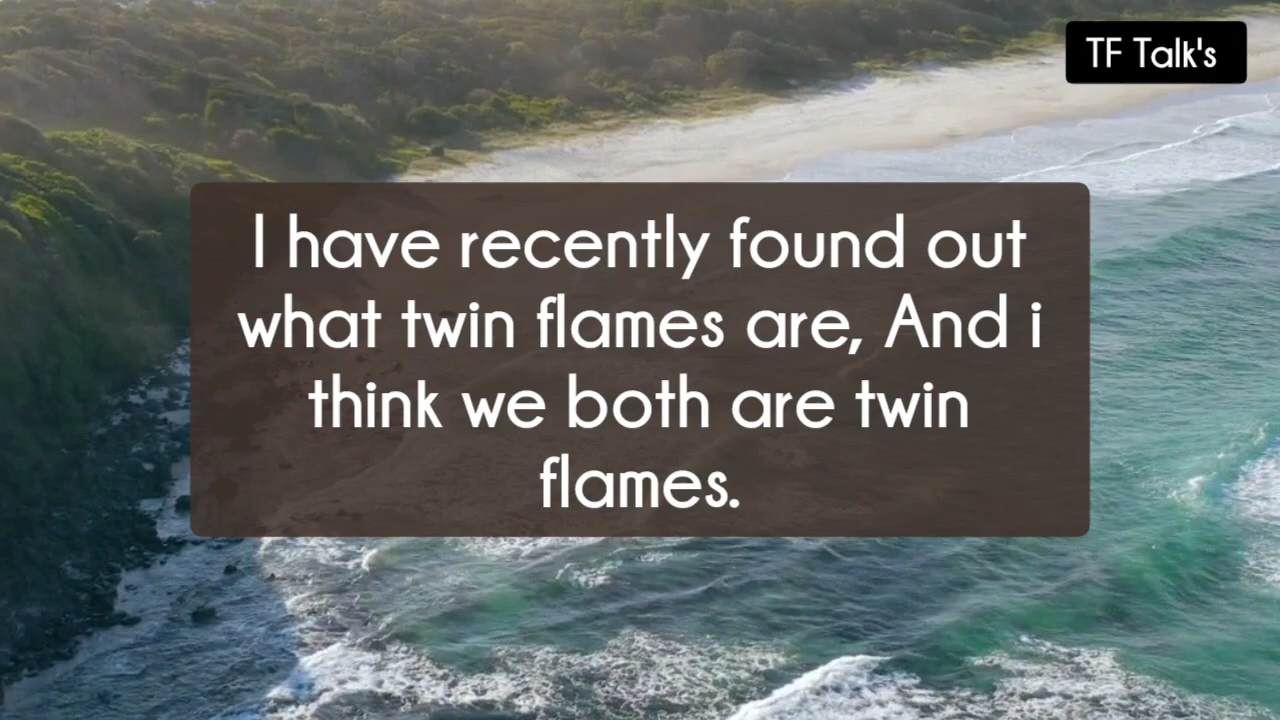 TF Talk's
I have recently found out
what twin flames are, And i
think we both are twin
flames.